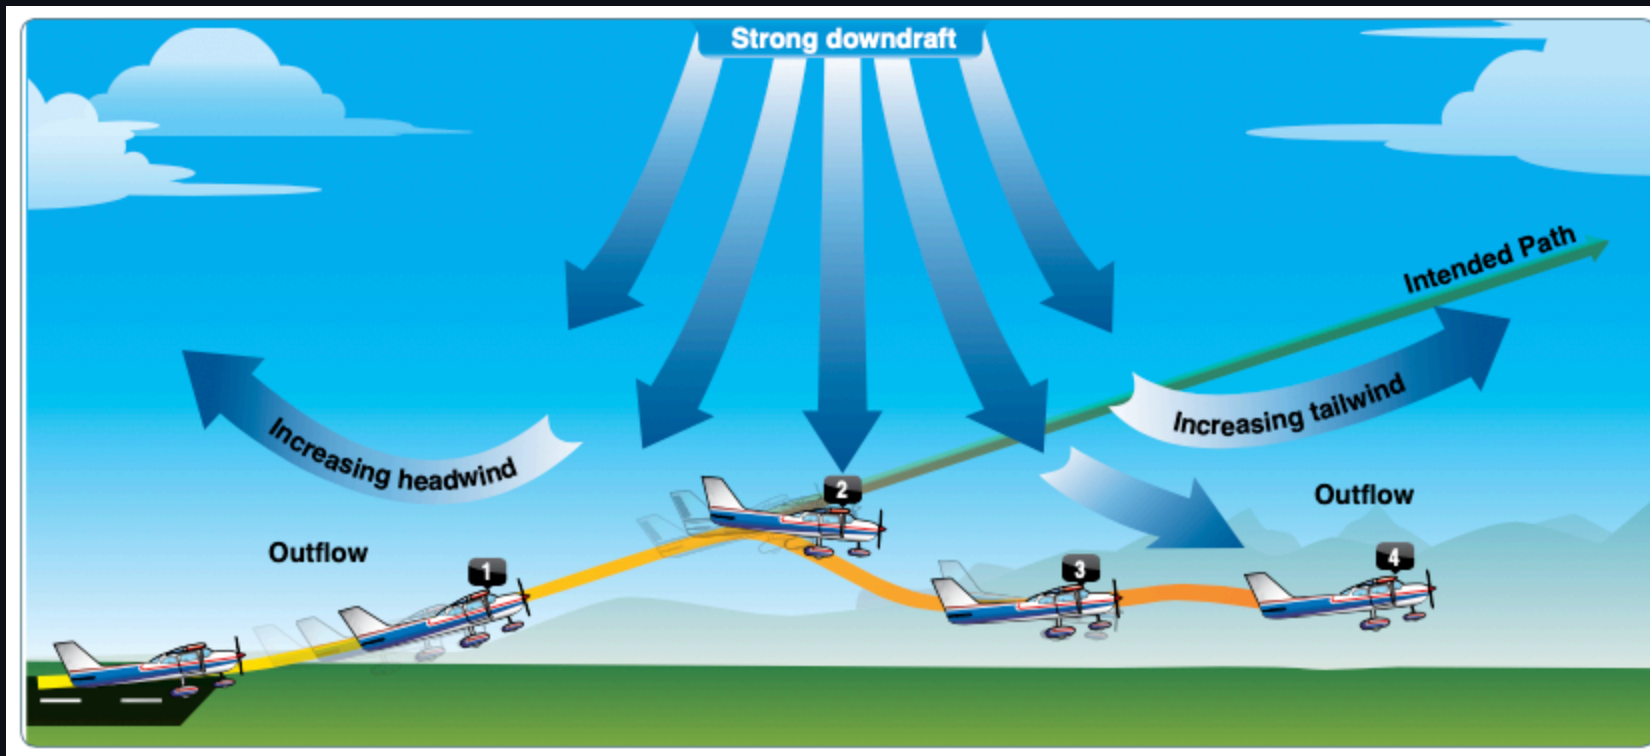 Strong downdraft
Intended Path
Increasing headwind
Increasing tailwind
2
Outflow
Outflow
1
3
4